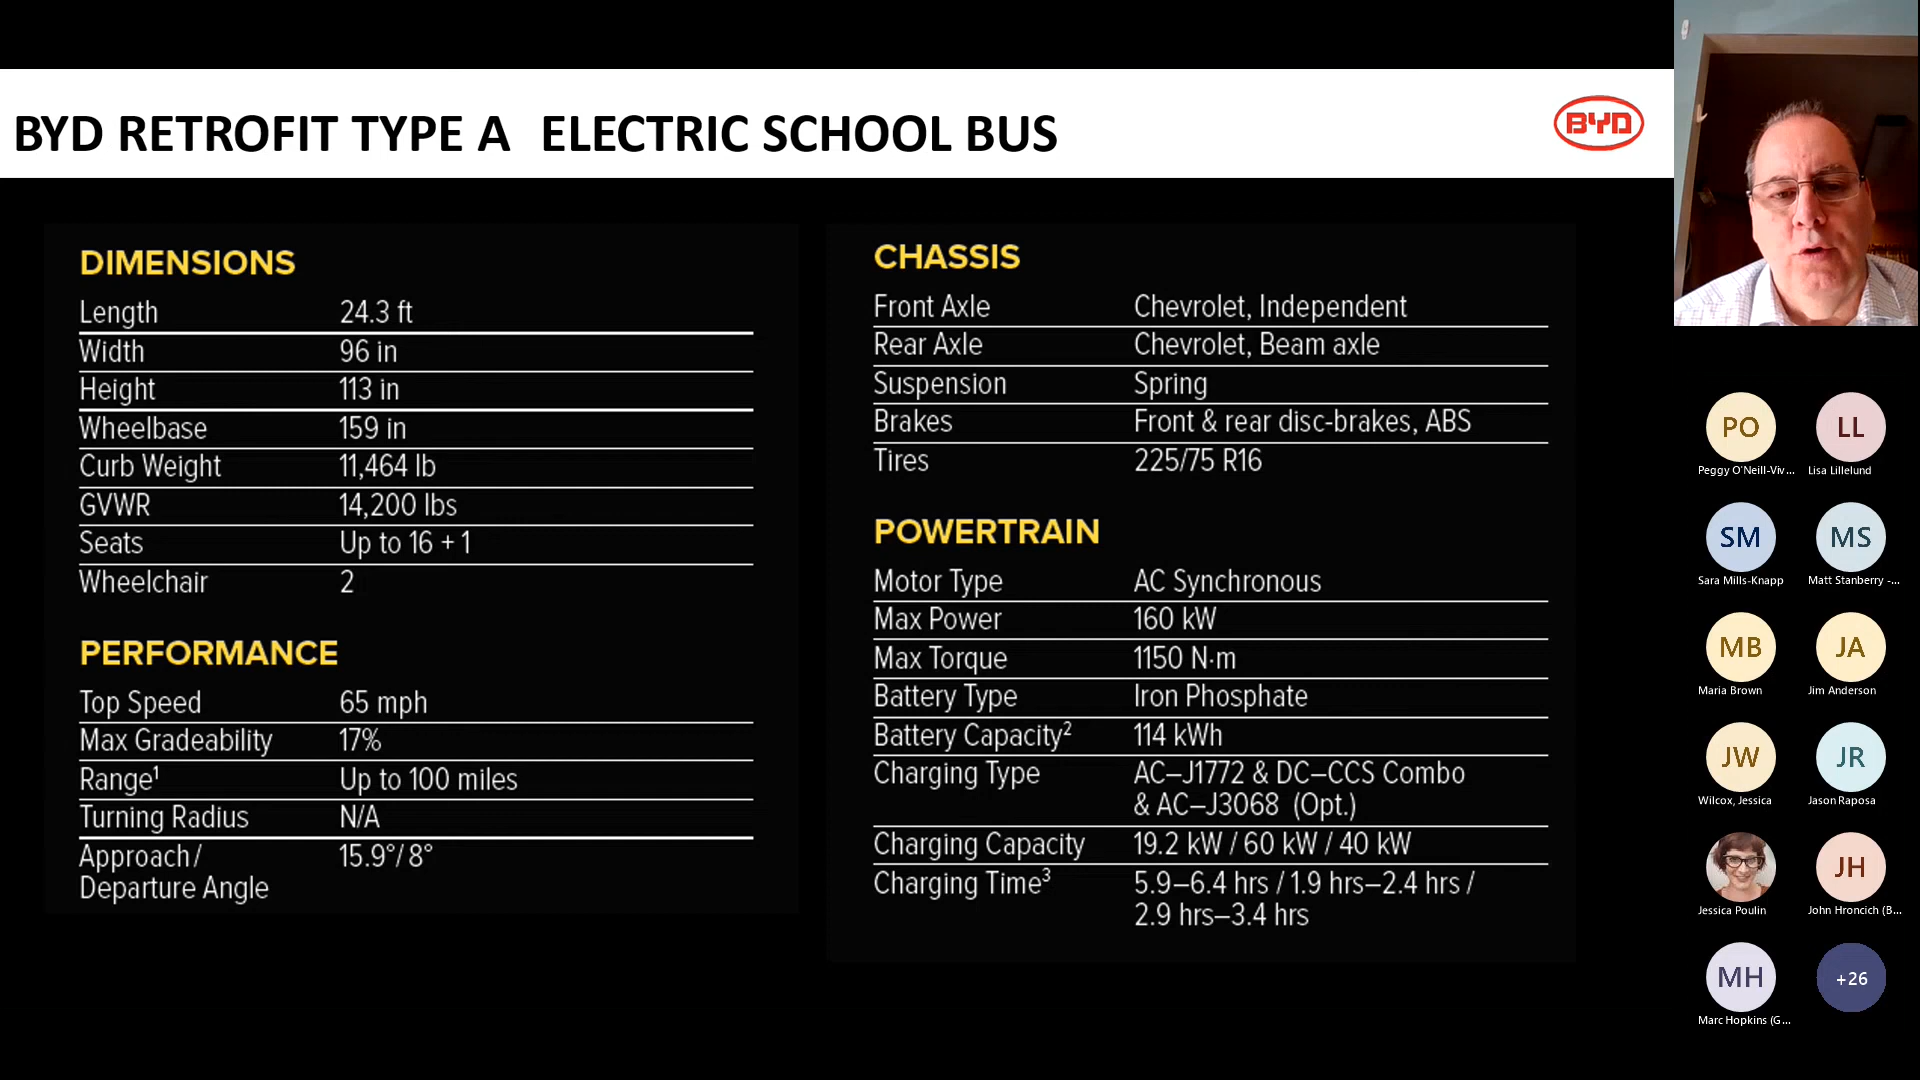 BYD RETROFIT TYPE A ELECTRIC SCHOOL BUS
BYD
DIMENSIONS
Length 24.3 ft
Width 96 in
Height 113 in
Wheelbase 159 in
Curb Weight 11,464 lb
GVWR 14,200 lbs
Seats Up to 16 + 1
Wheelchair 2
PERFORMANCE
Top Speed 65 mph
Max Gradeability 17%
Range¹ Up to 100 miles
Turning Radius N/A
Approach/ 15.9°/8°
Departure Angle
CHASSIS
Front Axle Chevrolet, Independent
Rear Axle Chevrolet, Beam axle
Suspension Spring
Brakes Front & rear disc-brakes, ABS
Tires 225/75 R16
POWERTRAIN
Motor Type AC Synchronous
Max Power 160 kW
Max Torque 1150 N·m
Battery Type Iron Phosphate
Battery Capacity² 114 kWh
Charging Type AC–J1772 & DC–CCS Combo
& AC–J3068 (Opt.)
Charging Capacity 19.2 kW / 60 kW / 40 kW
Charging Time³ 5.9–6.4 hrs / 1.9 hrs–2.4 hrs /
2.9 hrs–3.4 hrs
PO LL
Peggy O'Neill-Viv... Lisa Lillelund
SM MS
Sara Mills-Knapp Matt Stanberry -...
MB JA
Maria Brown Jim Anderson
JW JR
Wilcox, Jessica Jason Raposa
JH
Jessica Poulin John Hroncich (B...
MH +26
Marc Hopkins (G...